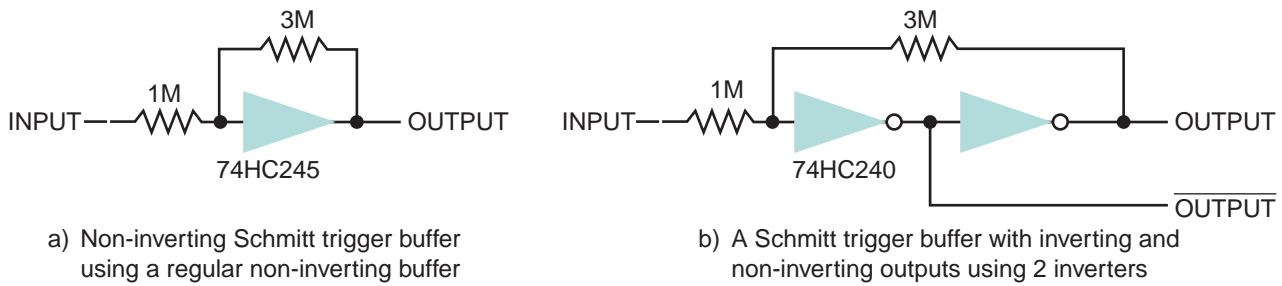 3M
1M
INPUT
OUTPUT
74HC245
a) Non-inverting Schmitt trigger buffer
using a regular non-inverting buffer
3M
1M
INPUT
OUTPUT
74HC240
OUTPUT
b) A Schmitt trigger buffer with inverting and
non-inverting outputs using 2 inverters